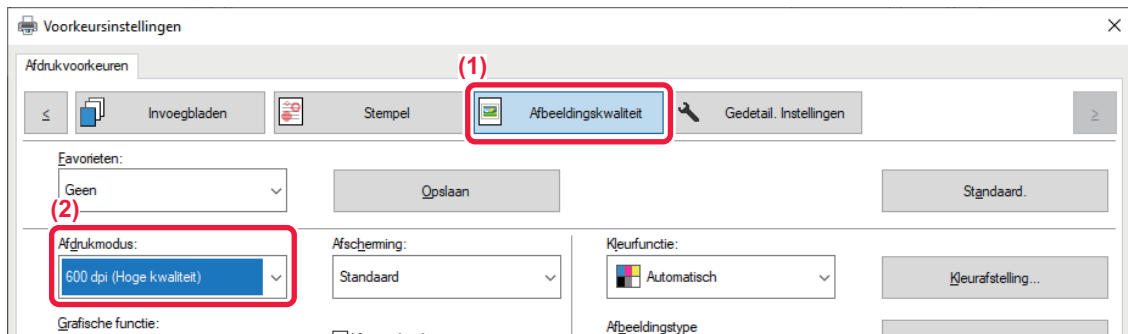 Voorkeursinstellingen
Afdrukvoorkeuren
(1)
< Invoegbladen Stempel Afbeeldingskwaliteit Gedetail. Instellingen >
Favorieten:
Geen Opslaan Standaard.
(2)
Afdrukmodus: Afscherming: Kleurfunctie:
600 dpi (Hoge kwaliteit) Standaard Automatisch Kleurafstelling...
Grafische functie: Afbeeldingstype